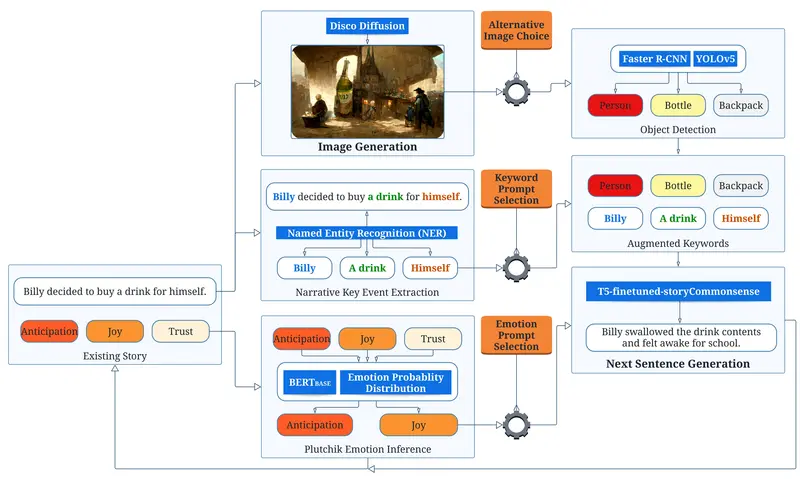 Billy decided to buy a drink for himself.
Anticipation
Joy
Trust
Existing Story
Disco Diffusion
Image Generation
Billy decided to buy a drink for himself.
Named Entity Recognition (NER)
Billy
A drink
Himself
Narrative Key Event Extraction
Anticipation
Joy
Trust
BERTBASE
Emotion Probablity
Distribution
Anticipation
Joy
Plutchik Emotion Inference
Alternative
Image Choice
Keyword
Prompt
Selection
Emotion
Prompt
Selection
Faster R-CNN
YOLOv5
Person
Bottle
Backpack
Object Detection
Person
Bottle
Backpack
Billy
A drink
Himself
Augmented Keywords
T5-finetuned-storyCommonsense
Billy swallowed the drink contents
and felt awake for school.
Next Sentence Generation